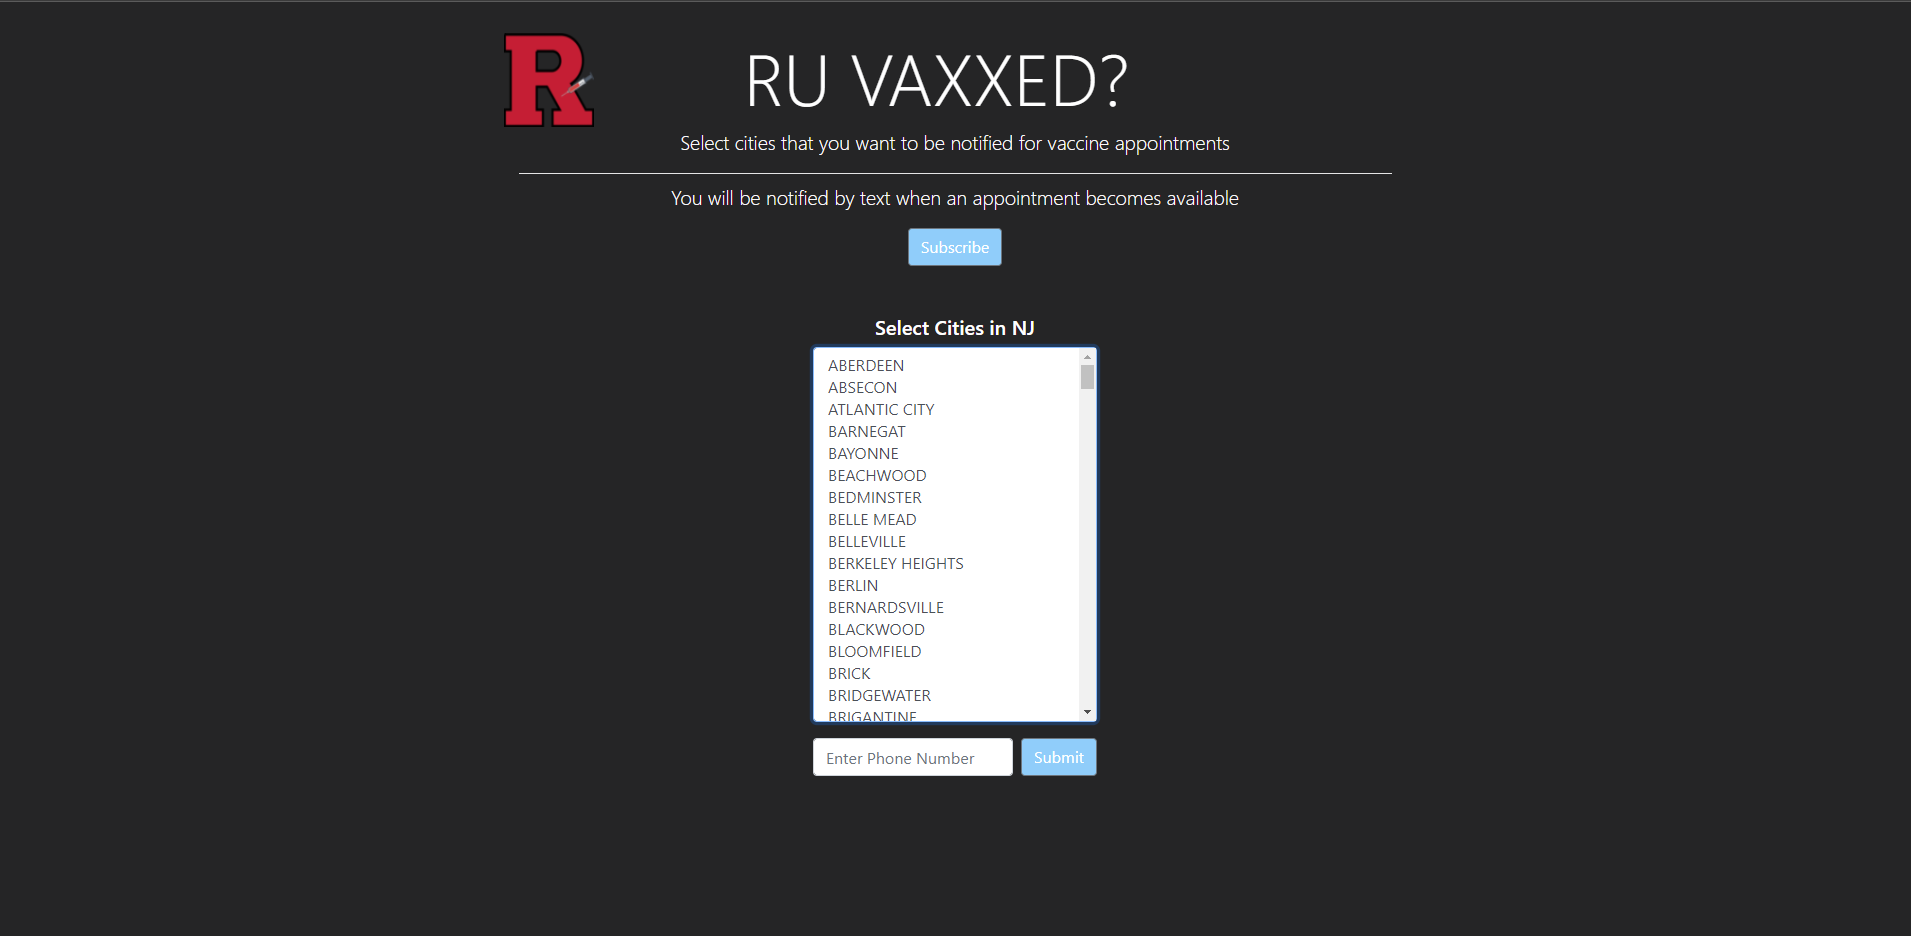 R
RU VAXXED?
Select cities that you want to be notified for vaccine appointments
You will be notified by text when an appointment becomes available
Subscribe
Select Cities in NJ
ABERDEEN
ABSECON
ATLANTIC CITY
BARNEGAT
BAYONNE
BEACHWOOD
BEDMINSTER
BELLE MEAD
BELLEVILLE
BERKELEY HEIGHTS
BERLIN
BERNARDSVILLE
BLACKWOOD
BLOOMFIELD
BRICK
BRIDGEWATER
BRIGANTINE
Enter Phone Number
Submit